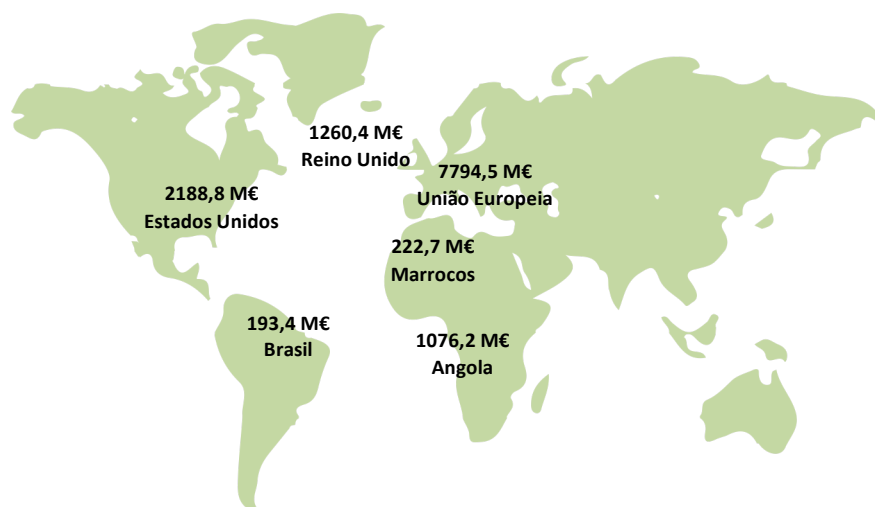 1260,4 M€
Reino Unido
7794,5 M€
União Europeia
2188,8 M€
Estados Unidos
222,7 M€
Marrocos
193,4 M€
Brasil
1076,2 M€
Angola